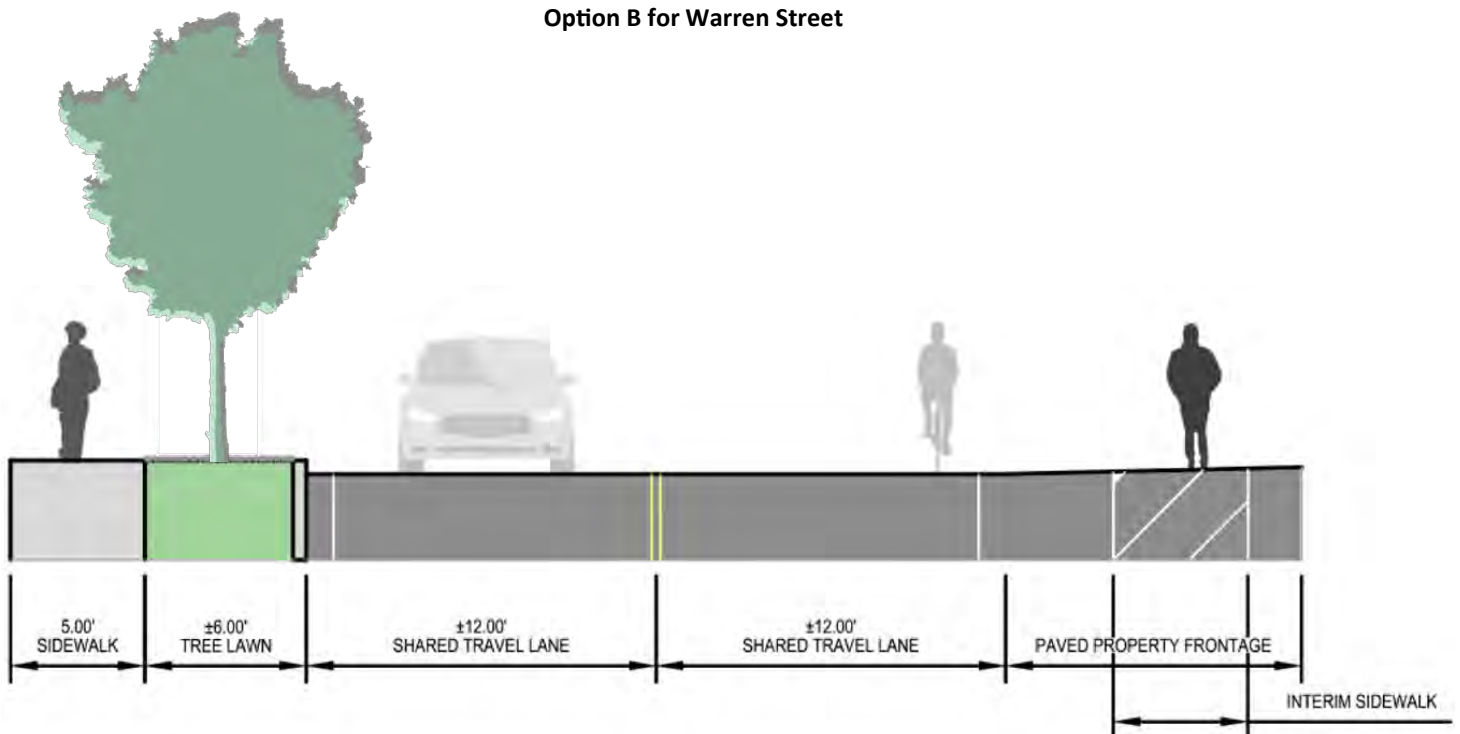 Option B for Warren Street
5.00'
SIDEWALK
±6.00'
TREE LAWN
±12.00'
SHARED TRAVEL LANE
±12.00'
SHARED TRAVEL LANE
PAVED PROPERTY FRONTAGE
INTERIM SIDEWALK